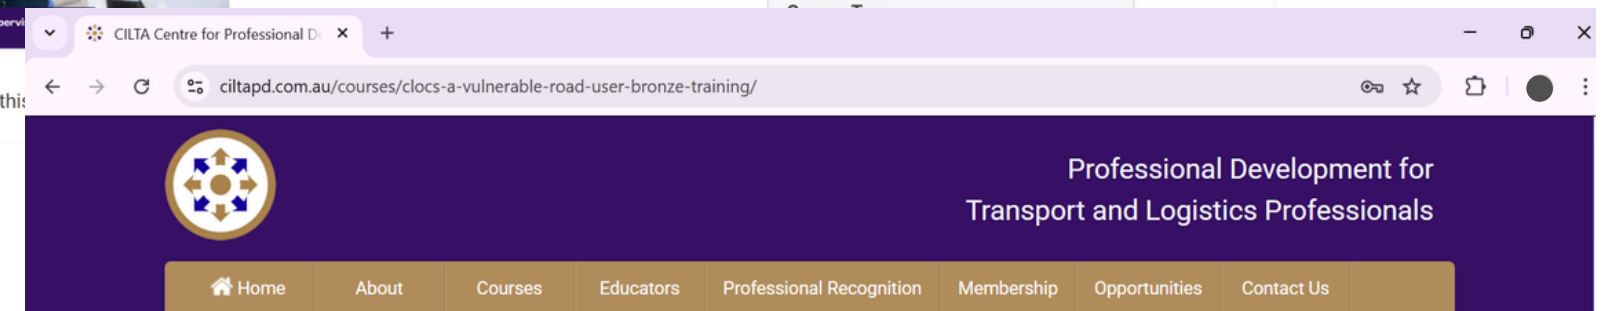 CILTA Centre for Professional
ciltapd.com.au/courses/clocs-a-vulnerable-road-user-bronze-training/
this
Professional Development for
Transport and Logistics Professionals
Home About Courses Educators Professional Recognition Membership Opportunities Contact Us